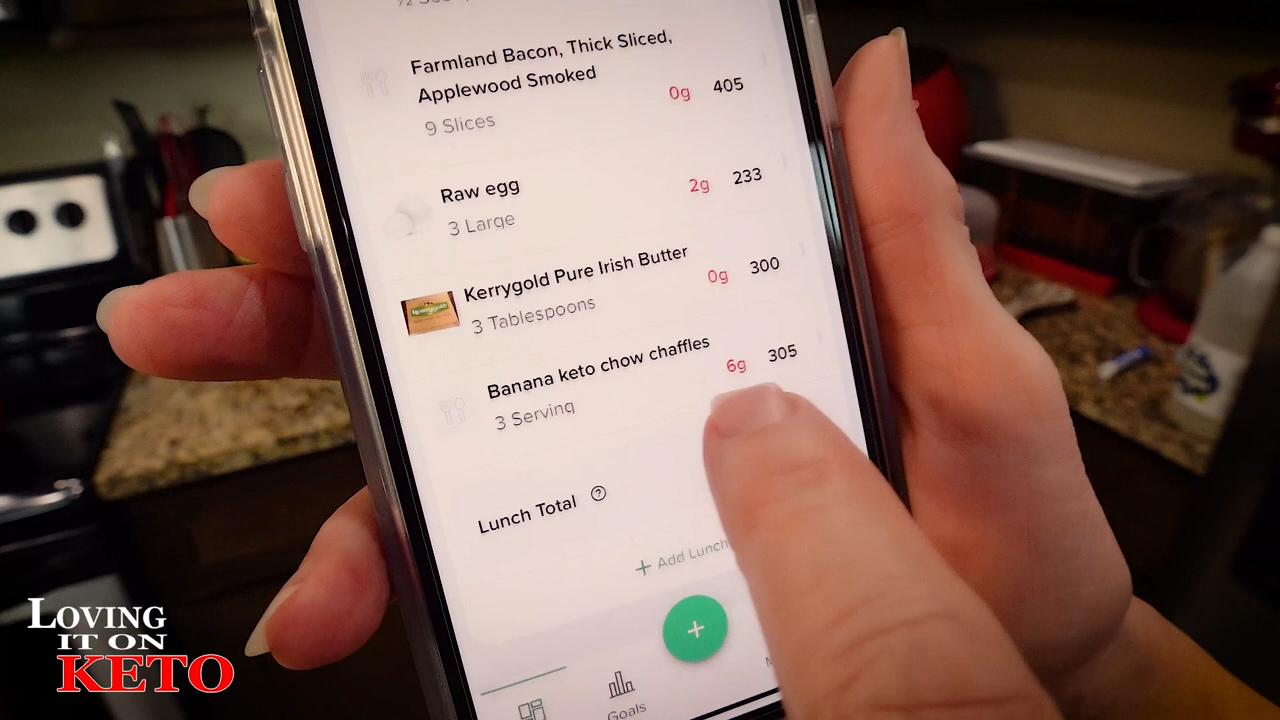 Farmland Bacon, Thick Sliced,
Applewood Smoked
0g 405
9 Slices
Raw egg
2g 233
3 Large
Kerrygold Pure Irish Butter
0g 300
3 Tablespoons
Kerrygold
Banana keto chow chaffles
6g 305
3 Serving
Lunch Total ?
+ Add Lunch
+
Goals
LOVING
IT ON
KETO